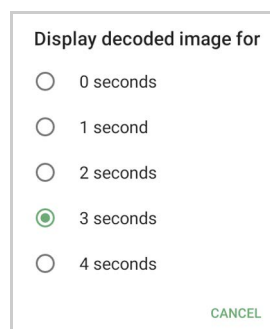 Display decoded image for
0 seconds
1 second
2 seconds
3 seconds
4 seconds
CANCEL